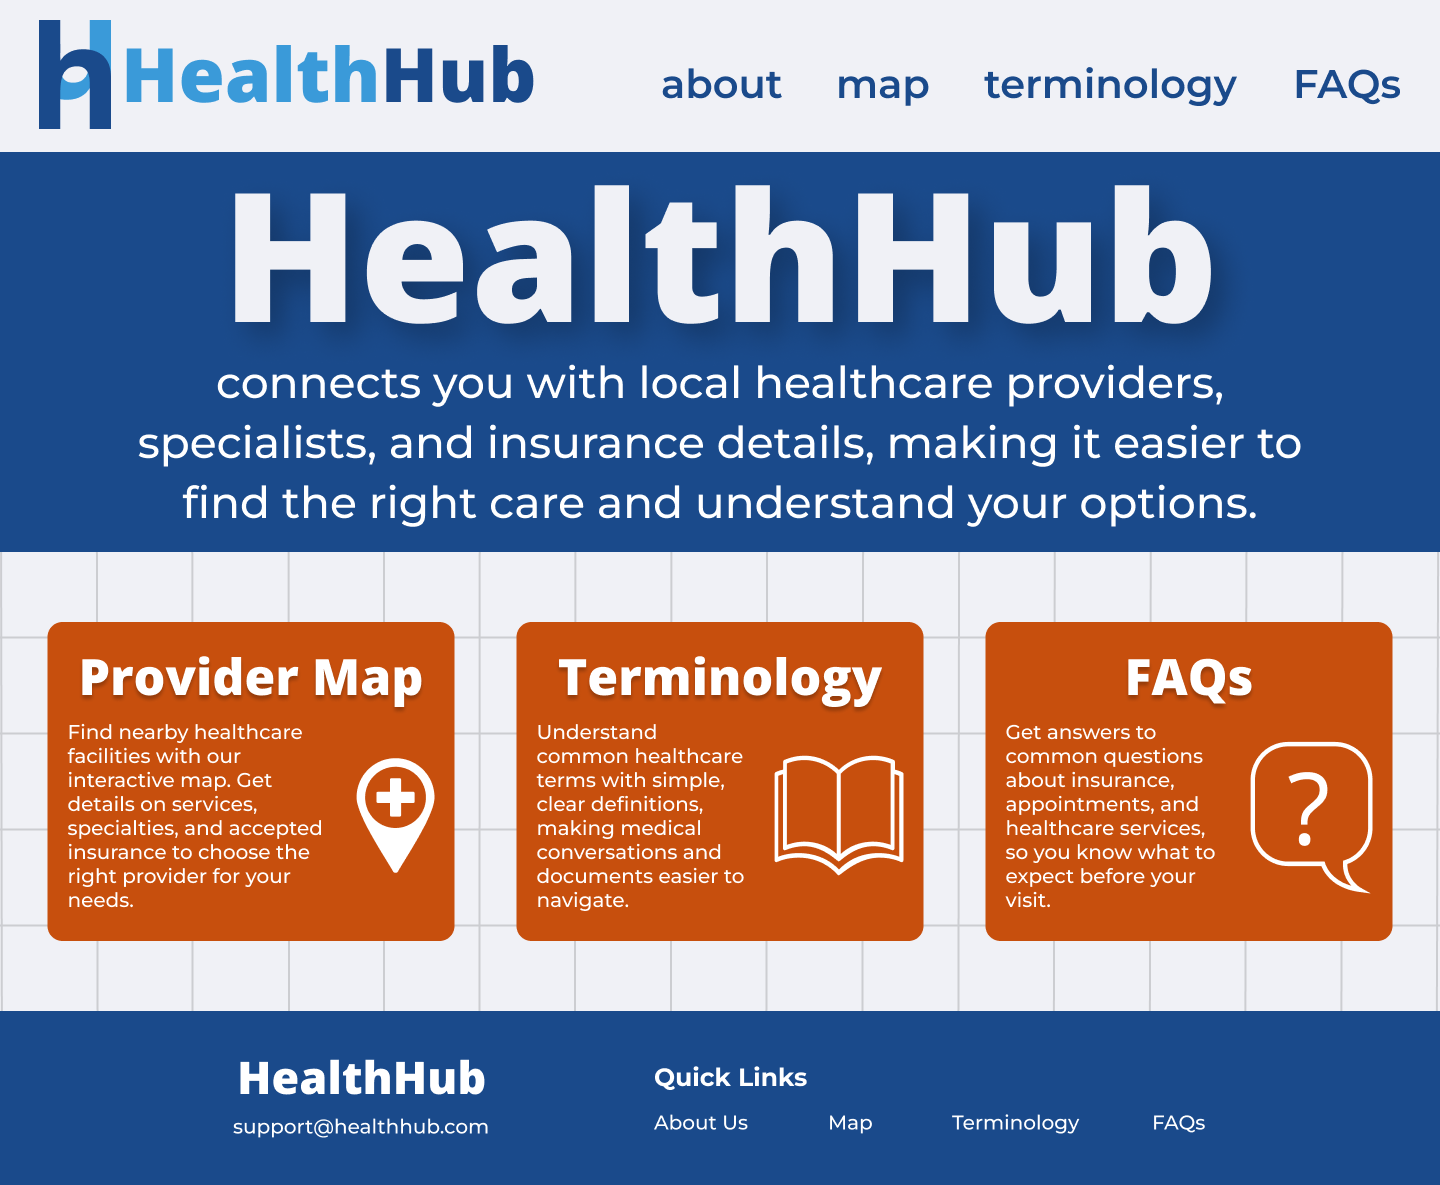 HealthHub
about map terminology FAQs
HealthHub
connects you with local healthcare providers,
specialists, and insurance details, making it easier to
find the right care and understand your options.
Provider Map
Find nearby healthcare
facilities with our
interactive map. Get
details on services,
specialties, and accepted
insurance to choose the
right provider for your
needs.
Terminology
Understand
common healthcare
terms with simple,
clear definitions,
making medical
conversations and
documents easier to
navigate.
FAQs
Get answers to
common questions
about insurance,
appointments, and
healthcare services,
so you know what to
expect before your
visit.
?
HealthHub
support@healthhub.com
Quick Links
About Us Map Terminology FAQs